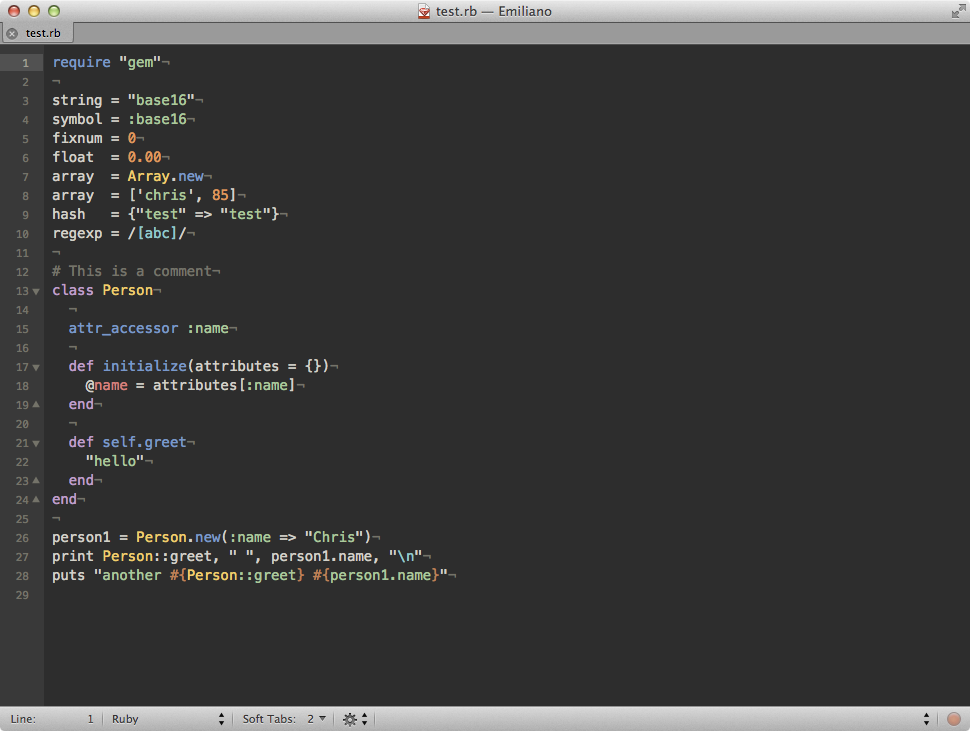 test.rb — Emiliano
test.rb
1 require "gem"¬
2 ¬
3 string = "base16"¬
4 symbol = :base16¬
5 fixnum = 0¬
6 float  = 0.00¬
7 array  = Array.new¬
8 array  = ['chris', 85]¬
9 hash   = {"test" => "test"}¬
10 regexp = /[abc]/¬
11 ¬
12 # This is a comment¬
13 class Person¬
14   ¬
15   attr_accessor :name¬
16   ¬
17   def initialize(attributes = {})¬
18     @name = attributes[:name]¬
19   end¬
20   ¬
21   def self.greet¬
22     "hello"¬
23   end¬
24 end¬
25 ¬
26 person1 = Person.new(:name => "Chris")¬
27 print Person::greet, " ", person1.name, "\n"¬
28 puts "another #{Person::greet} #{person1.name}"¬
29
Line: 1 Ruby Soft Tabs: 2